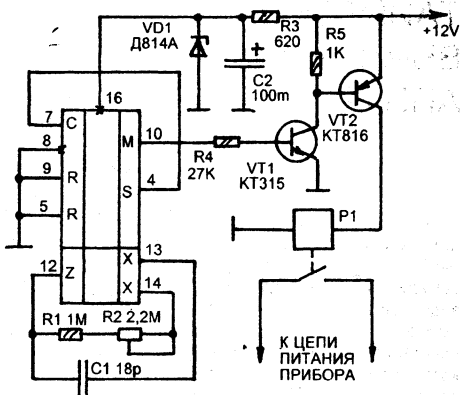 VD1
Д814А
R3
620
R5
1K
+12V
+
C2
100m
16
7
C
8
9
R
5
R
12
Z
M
10
S
4
X
13
X
14
R4
27K
VT1
КТ315
VT2
КТ816
P1
R1 1M
R2 2,2M
C1 18p
К ЦЕПИ
ПИТАНИЯ
ПРИБОРА